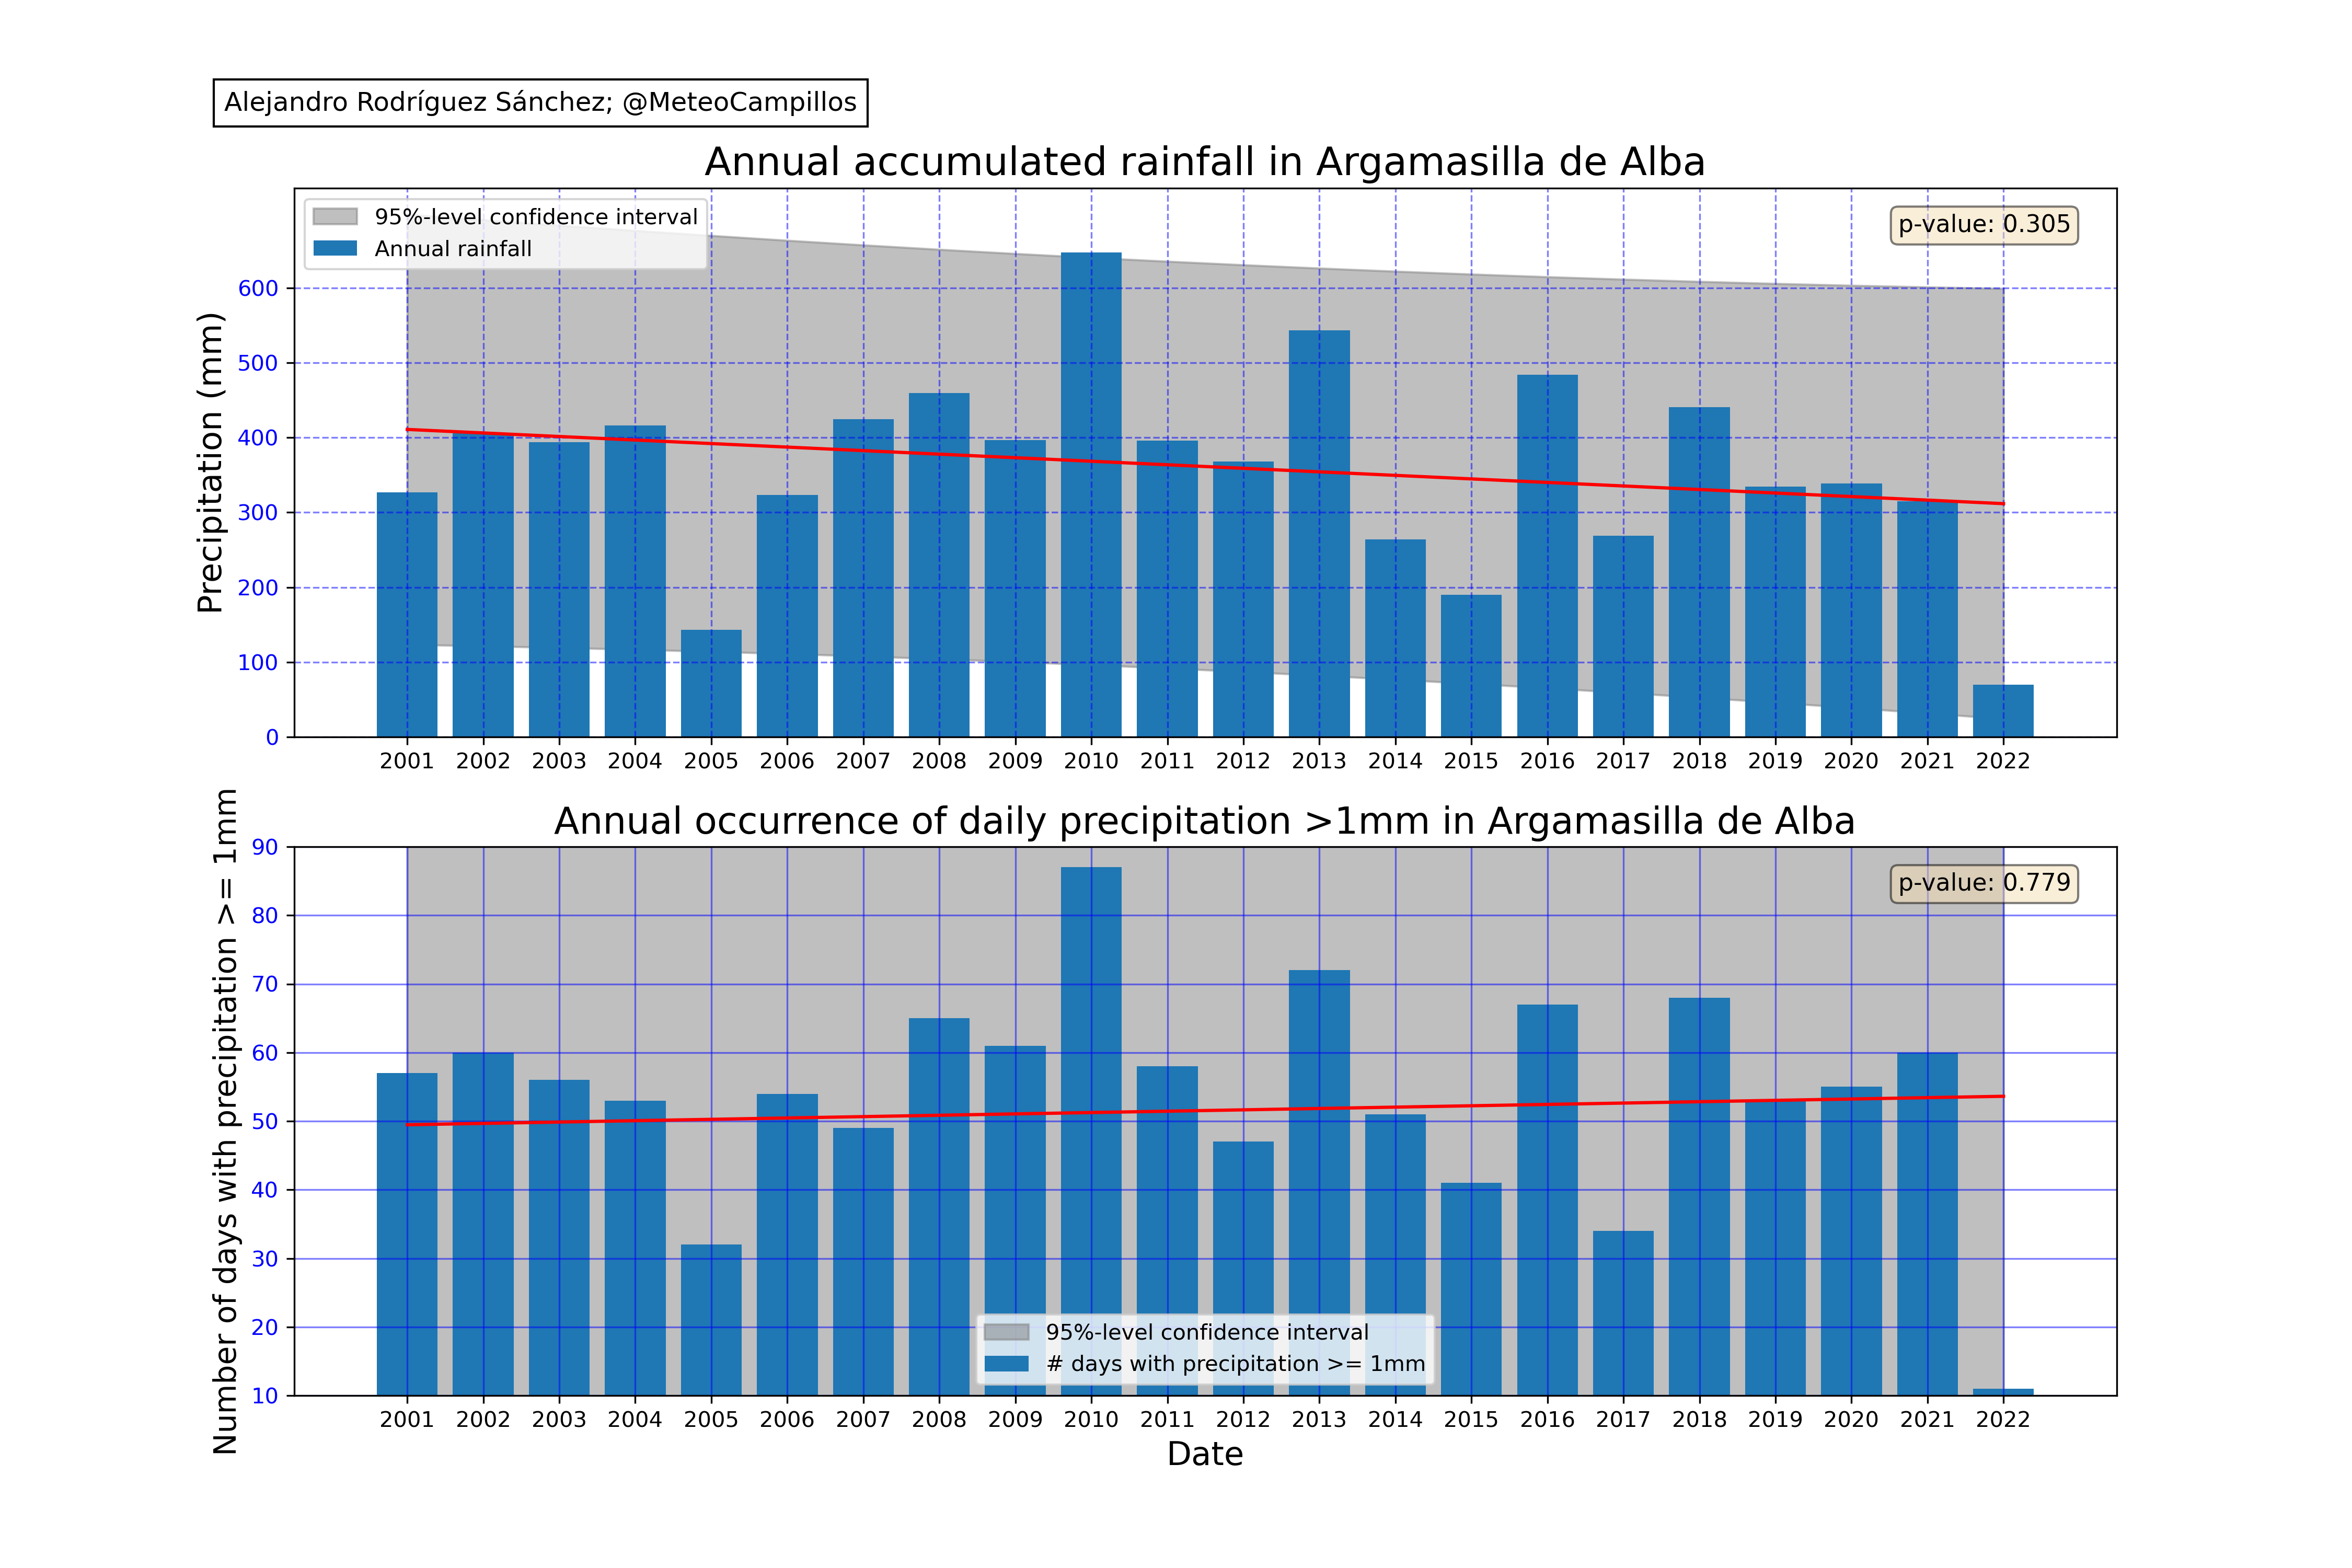 Alejandro Rodríguez Sánchez; @MeteoCampillos
Annual accumulated rainfall in Argamasilla de Alba
95%-level confidence interval
Annual rainfall
p-value: 0.305
Precipitation (mm)
600
500
400
300
200
100
0
2001 2002 2003 2004 2005 2006 2007 2008 2009 2010 2011 2012 2013 2014 2015 2016 2017 2018 2019 2020 2021 2022
Annual occurrence of daily precipitation >1mm in Argamasilla de Alba
p-value: 0.779
Number of days with precipitation >= 1mm
90
80
70
60
50
40
30
20
10
95%-level confidence interval
# days with precipitation >= 1mm
2001 2002 2003 2004 2005 2006 2007 2008 2009 2010 2011 2012 2013 2014 2015 2016 2017 2018 2019 2020 2021 2022
Date